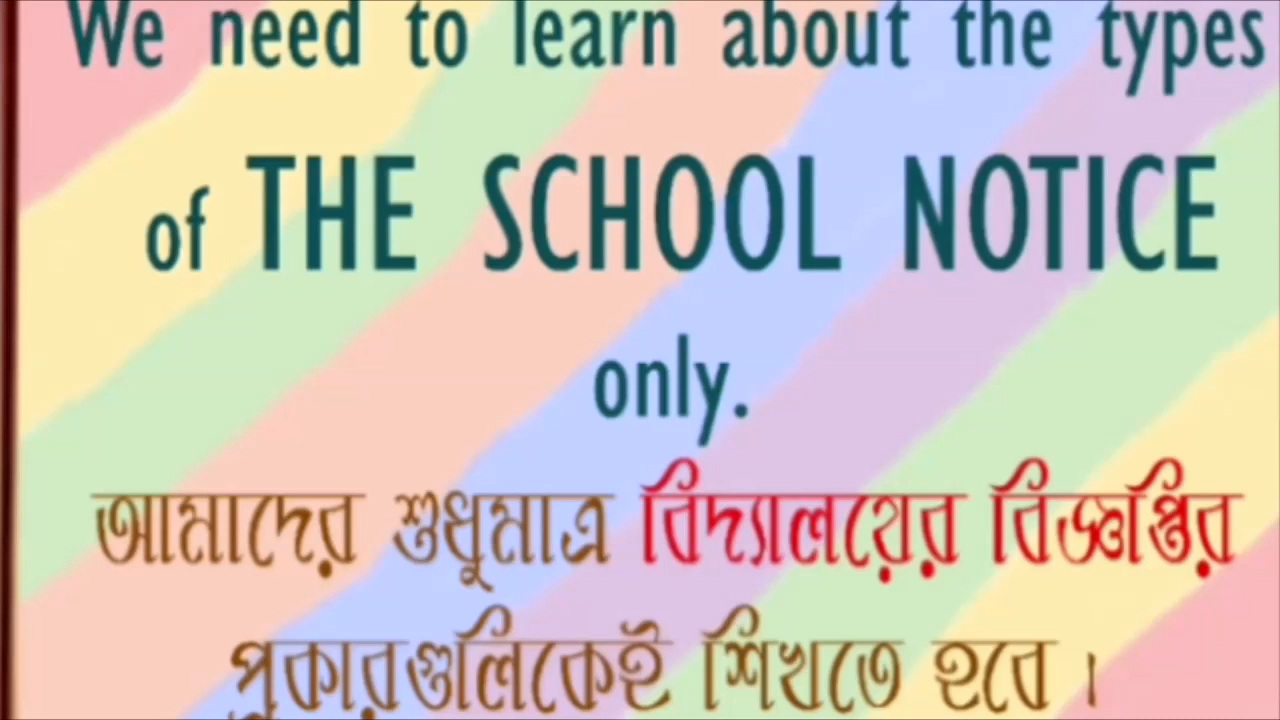 We need to learn about the types
of THE SCHOOL NOTICE
only.
আমাদের শুধুমাত্র বিদ্যালয়ের বিজ্ঞপ্তির
প্রকারগুলিকেই শিখতে হবে ।